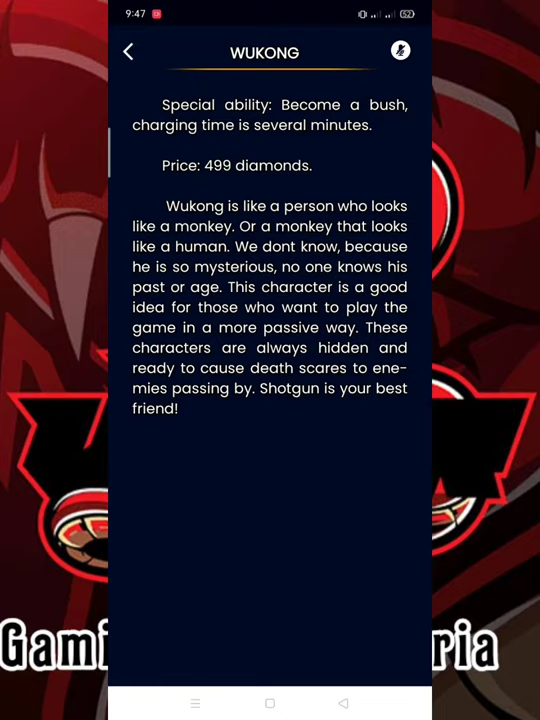 9:47
52
WUKONG
Special ability: Become a bush,
charging time is several minutes.
Price: 499 diamonds.
Wukong is like a person who looks
like a monkey. Or a monkey that looks
like a human. We dont know, because
he is so mysterious, no one knows his
past or age. This character is a good
idea for those who want to play the
game in a more passive way. These
characters are always hidden and
ready to cause death scares to ene-
mies passing by. Shotgun is your best
friend!
Gami ria